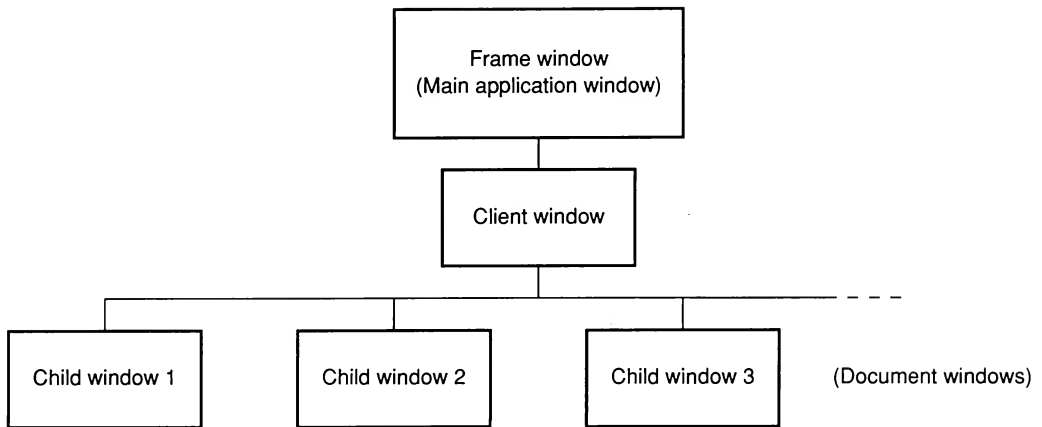 Frame window
(Main application window)
Client window
Child window 1
Child window 2
Child window 3
(Document windows)